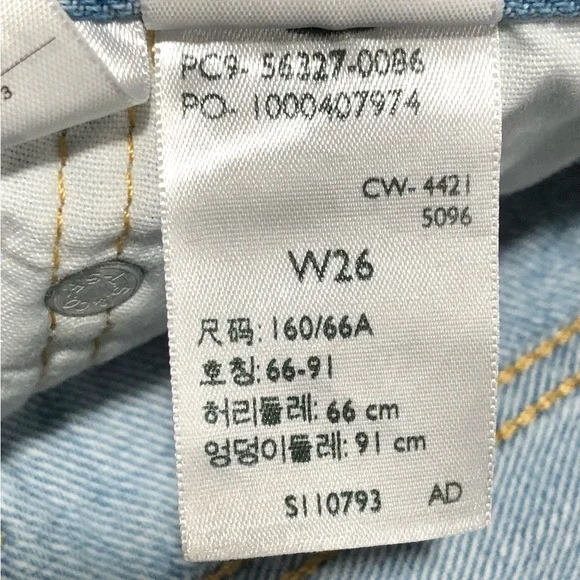 PC9- 56327-0086
PO- 1000407974
CW- 4421
5096
W26
尺码: 160/66A
호칭: 66-91
허리둘레: 66 cm
엉덩이둘레: 91 cm
S110793 AD
3